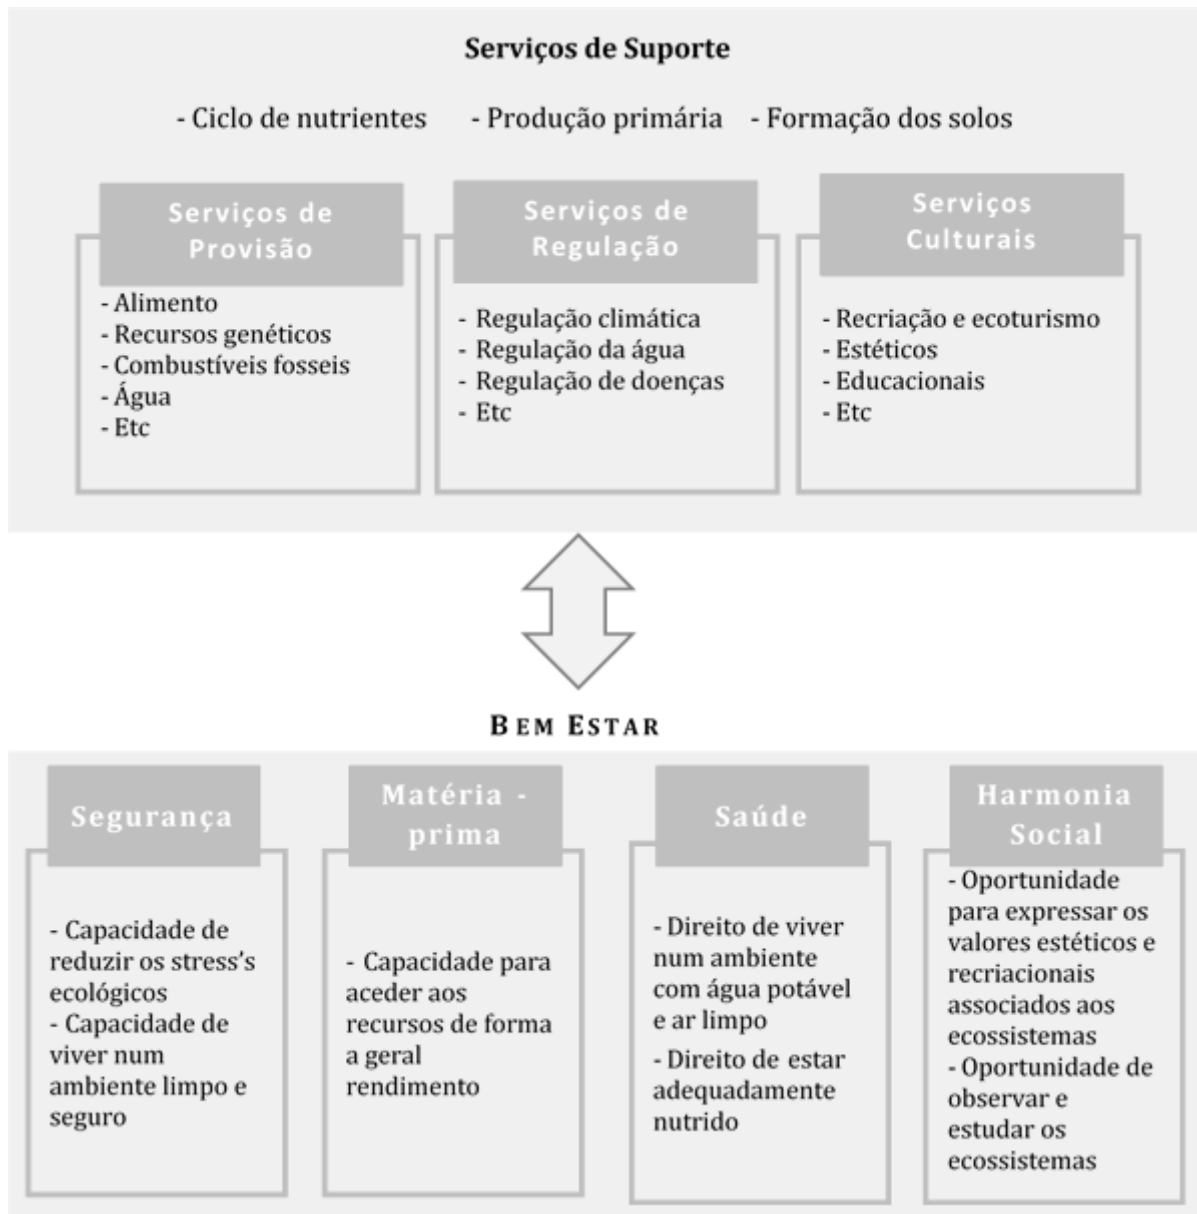 Serviços de Suporte
- Ciclo de nutrientes - Produção primária - Formação dos solos
Serviços de
Provisão
- Alimento
- Recursos genéticos
- Combustíveis fosseis
- Água
- Etc
Serviços de
Regulação
- Regulação climática
- Regulação da água
- Regulação de doenças
- Etc
Serviços
Culturais
- Recriação e ecoturismo
- Estéticos
- Educacionais
- Etc
BEM ESTAR
Segurança
- Capacidade de
reduzir os stress's
ecológicos
- Capacidade de
viver num
ambiente limpo e
seguro
Matéria -
prima
- Capacidade para
aceder aos
recursos de forma
a geral
rendimento
Saúde
- Direito de viver
num ambiente
com água potável
e ar limpo
- Direito de estar
adequadamente
nutrido
Harmonia
Social
- Oportunidade
para expressar os
valores estéticos e
recriacionais
associados aos
ecossistemas
- Oportunidade de
observar e
estudar os
ecossistemas